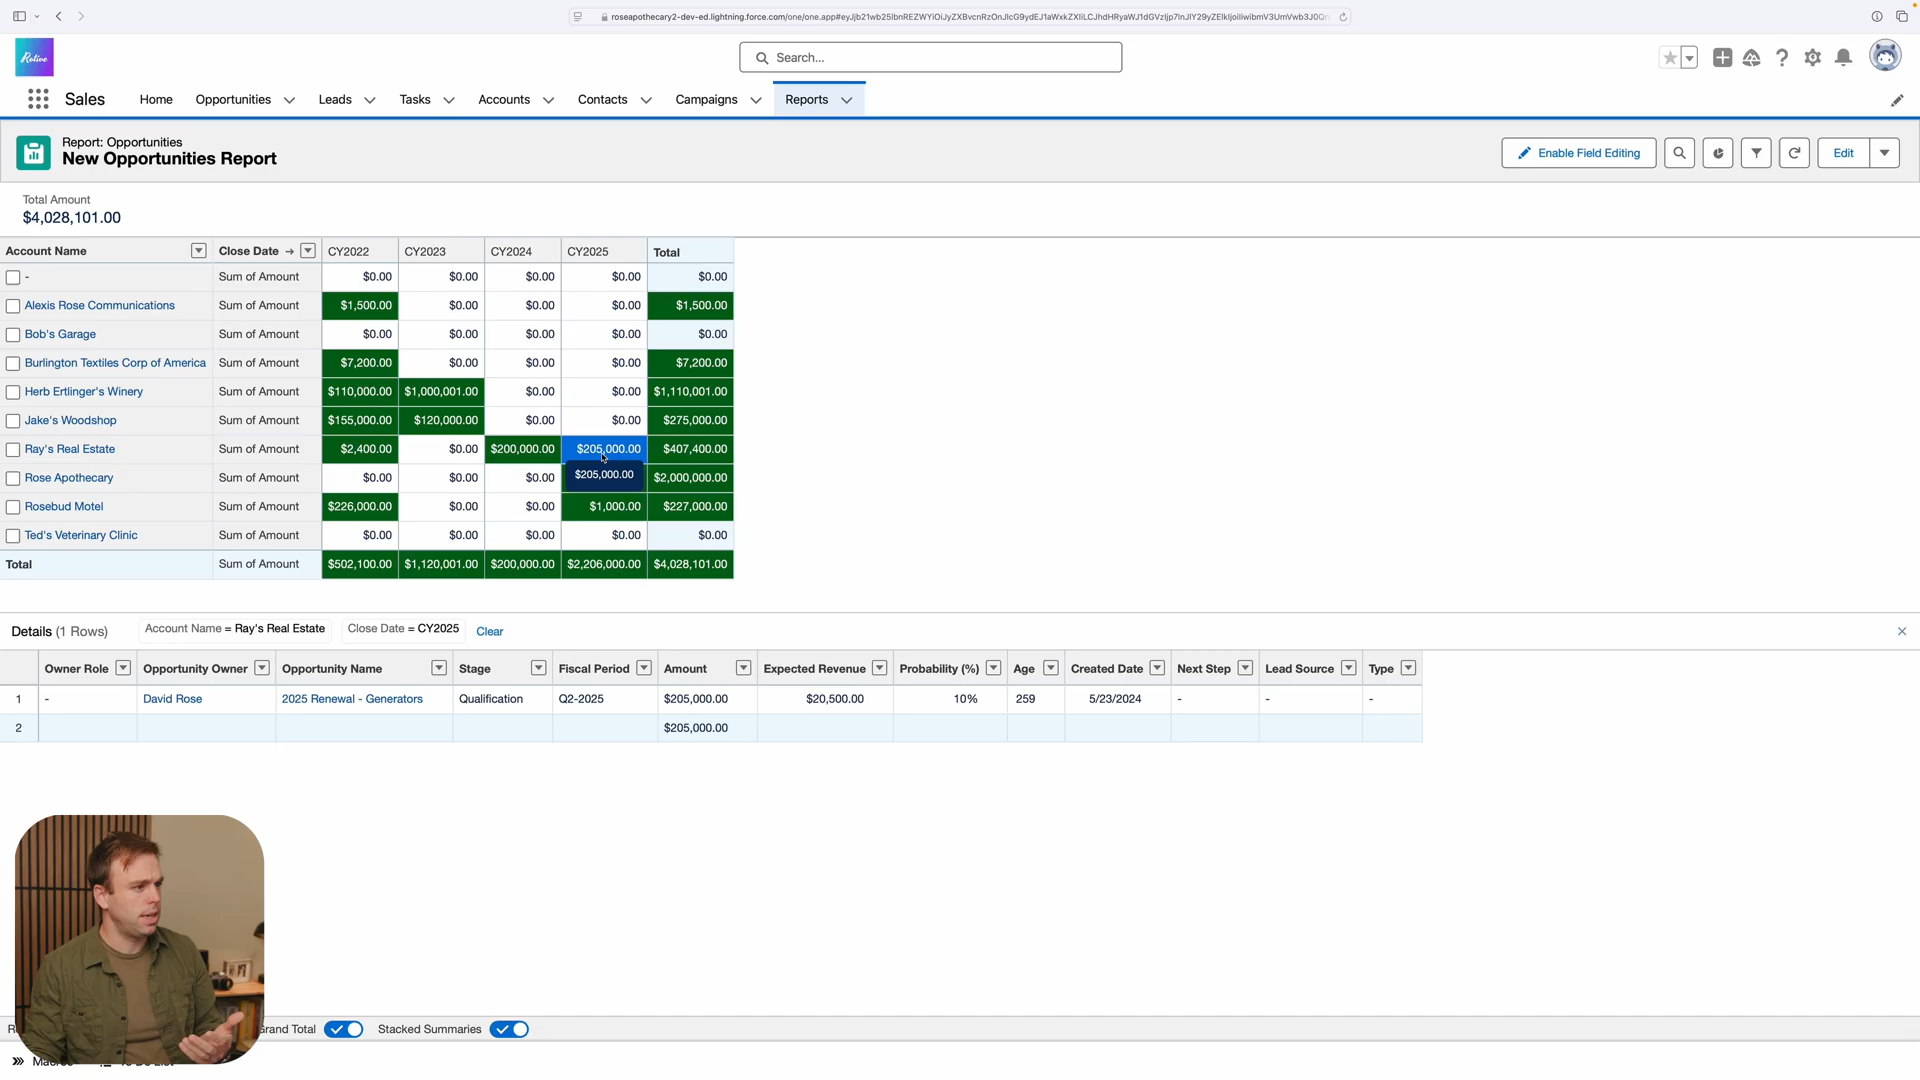 roseapothecary2-dev-ed.lightning.force.com/one/one.app#
Rotive
Search...
Sales Home Opportunities Leads Tasks Accounts Contacts Campaigns Reports
Report: Opportunities
New Opportunities Report
Enable Field Editing Edit
Total Amount
$4,028,101.00
Account Name Close Date → CY2022 CY2023 CY2024 CY2025 Total
- Sum of Amount $0.00 $0.00 $0.00 $0.00 $0.00
Alexis Rose Communications Sum of Amount $1,500.00 $0.00 $0.00 $0.00 $1,500.00
Bob's Garage Sum of Amount $0.00 $0.00 $0.00 $0.00 $0.00
Burlington Textiles Corp of America Sum of Amount $7,200.00 $0.00 $0.00 $0.00 $7,200.00
Herb Ertlinger's Winery Sum of Amount $110,000.00 $1,000,001.00 $0.00 $0.00 $1,110,001.00
Jake's Woodshop Sum of Amount $155,000.00 $120,000.00 $0.00 $0.00 $275,000.00
Ray's Real Estate Sum of Amount $2,400.00 $0.00 $200,000.00 $205,000.00 $407,400.00
Rose Apothecary Sum of Amount $0.00 $0.00 $0.00 $205,000.00 $2,000,000.00
Rosebud Motel Sum of Amount $226,000.00 $0.00 $0.00 $1,000.00 $227,000.00
Ted's Veterinary Clinic Sum of Amount $0.00 $0.00 $0.00 $0.00 $0.00
Total Sum of Amount $502,100.00 $1,120,001.00 $200,000.00 $2,206,000.00 $4,028,101.00
Details (1 Rows) Account Name = Ray's Real Estate Close Date = CY2025 Clear
Owner Role Opportunity Owner Opportunity Name Stage Fiscal Period Amount Expected Revenue Probability (%) Age Created Date Next Step Lead Source Type
1 - David Rose 2025 Renewal - Generators Qualification Q2-2025 $205,000.00 $20,500.00 10% 259 5/23/2024 - - -
2 $205,000.00
Grand Total Stacked Summaries